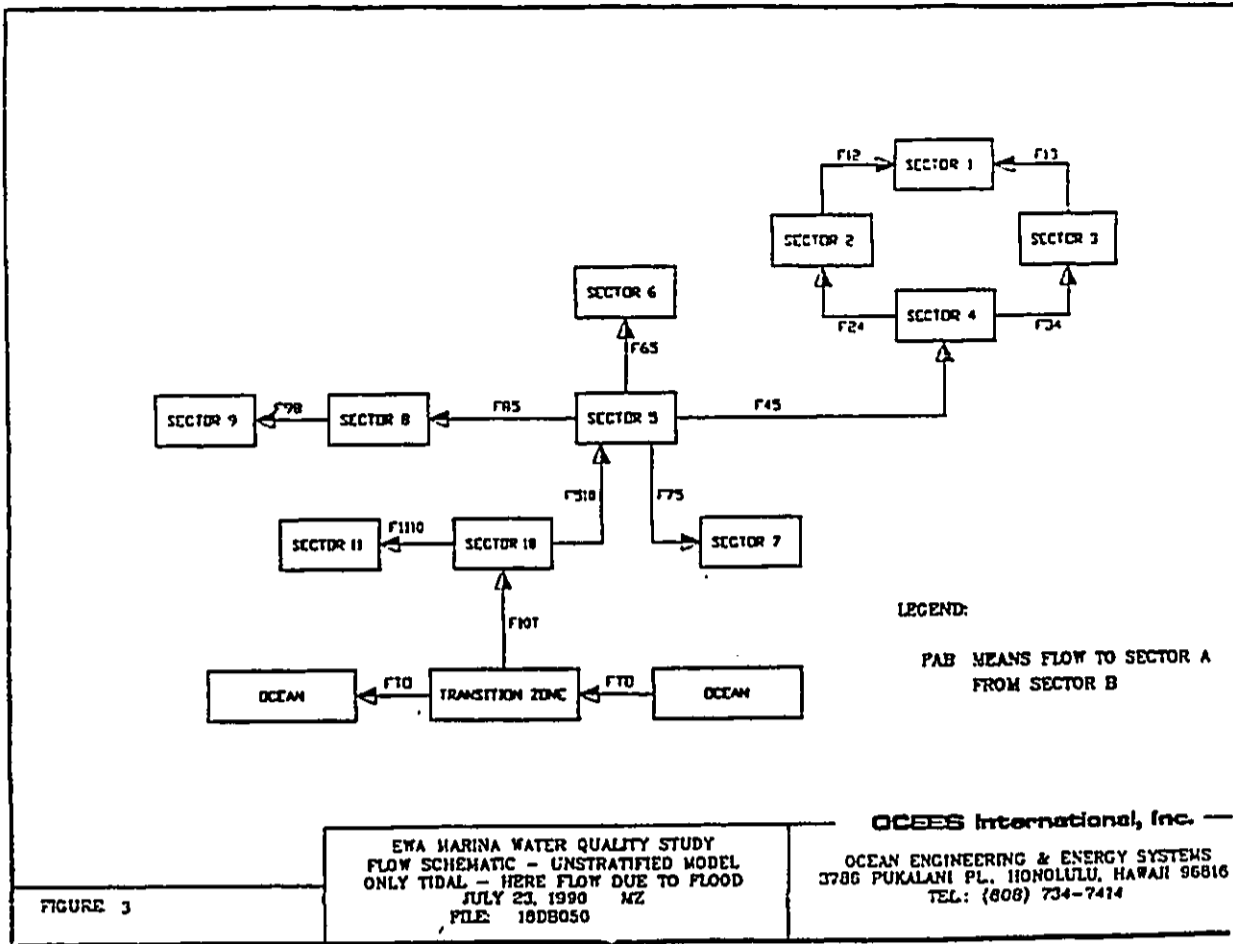 F12
SECTOR 1
F13
SECTOR 2
SECTOR 3
SECTOR 6
F24
SECTOR 4
F34
F65
SECTOR 9
F98
SECTOR 8
F85
SECTOR 5
F45
F510
F75
SECTOR 11
F1110
SECTOR 10
SECTOR 7
F10T
LEGEND:
FAB MEANS FLOW TO SECTOR A
FROM SECTOR B
OCEAN
FTO
TRANSITION ZONE
FTO
OCEAN
FIGURE 3
EWA MARINA WATER QUALITY STUDY
FLOW SCHEMATIC - UNSTRATIFIED MODEL
ONLY TIDAL - HERE FLOW DUE TO FLOOD
JULY 23, 1990 MZ
FILE: 18DB050
OCEES International, Inc.
OCEAN ENGINEERING & ENERGY SYSTEMS
3786 PUKALANI PL., HONOLULU, HAWAII 96816
TEL: (808) 734-7414